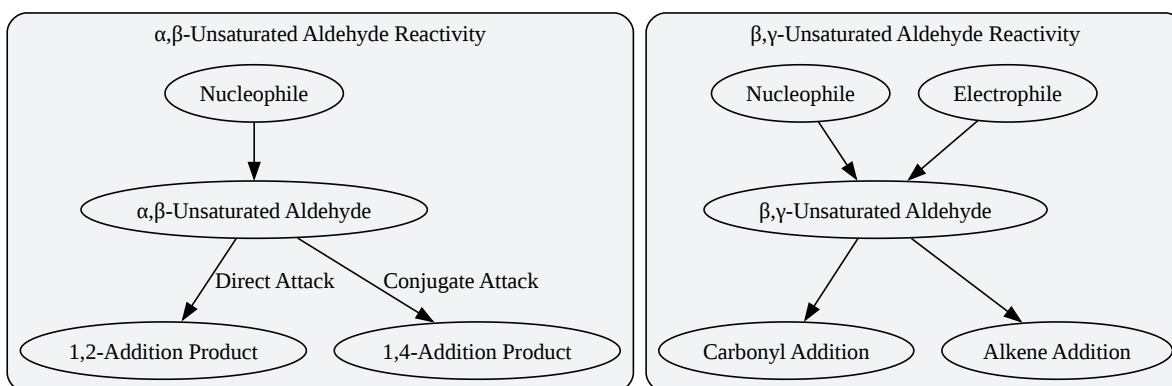 α,β-Unsaturated Aldehyde Reactivity
Nucleophile
α,β-Unsaturated Aldehyde
Direct Attack
Conjugate Attack
1,2-Addition Product
1,4-Addition Product
β,γ-Unsaturated Aldehyde Reactivity
Nucleophile
Electrophile
β,γ-Unsaturated Aldehyde
Carbonyl Addition
Alkene Addition